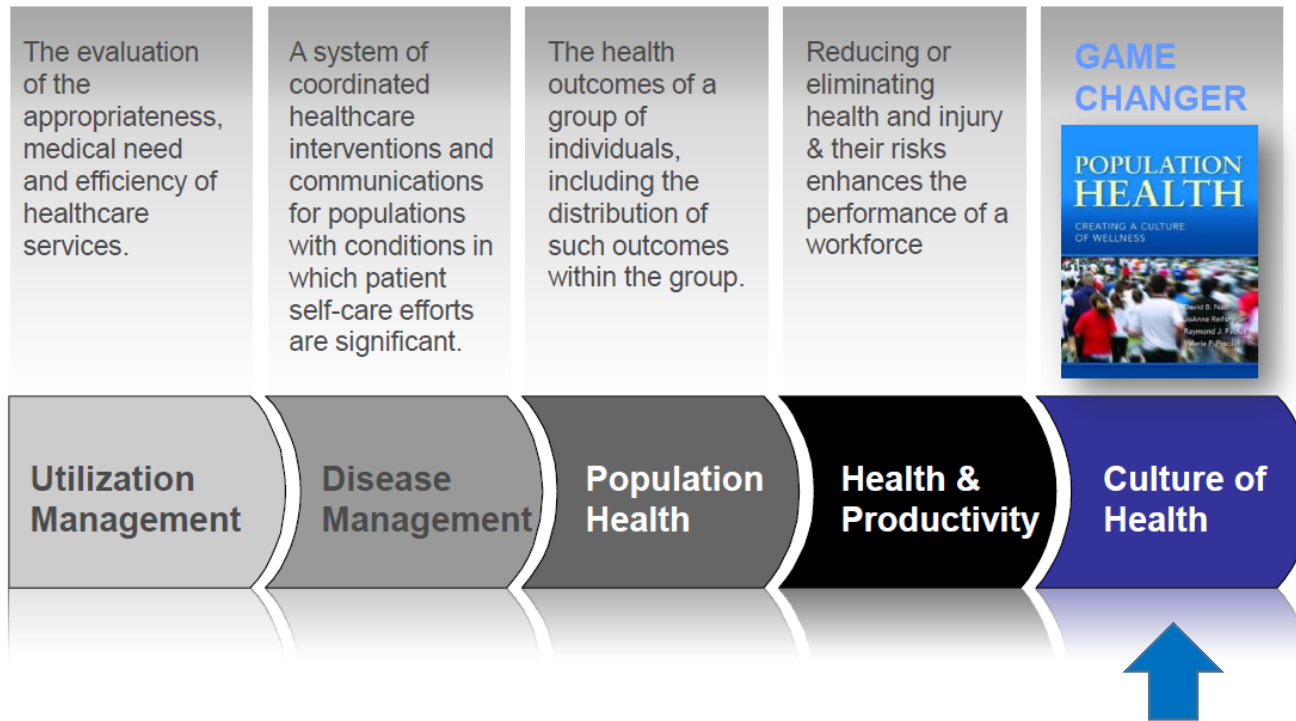 The evaluation
of the
appropriateness,
medical need
and efficiency of
healthcare
services.
A system of
coordinated
healthcare
interventions and
communications
for populations
with conditions in
which patient
self-care efforts
are significant.
The health
outcomes of a
group of
individuals,
including the
distribution of
such outcomes
within the group.
Reducing or
eliminating
health and injury
& their risks
enhances the
performance of a
workforce
GAME
CHANGER
POPULATION
HEALTH
CREATING A CULTURE
OF WELLNESS
David B.
JoAnne
Raymond J.
Valerie P.
Utilization
Management
Disease
Management
Population
Health
Health &
Productivity
Culture of
Health